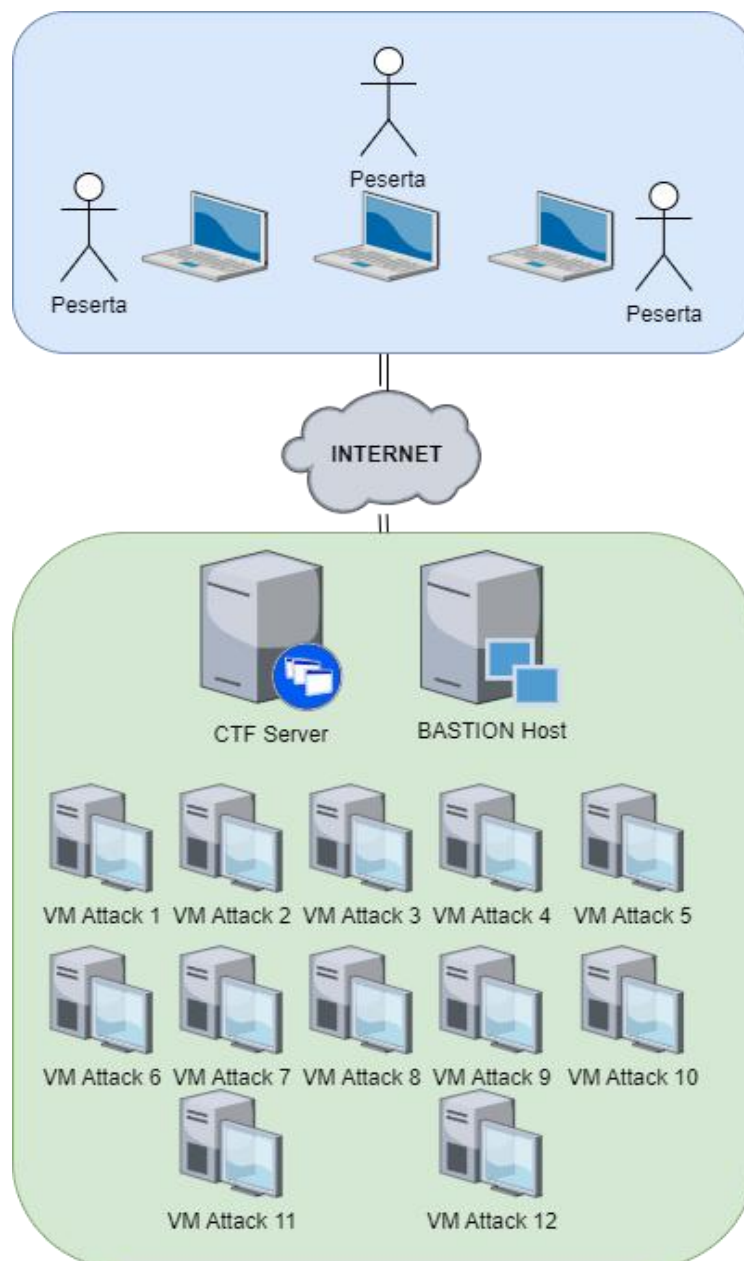 Peserta
Peserta
Peserta
INTERNET
CTF Server
BASTION Host
VM Attack 1
VM Attack 2
VM Attack 3
VM Attack 4
VM Attack 5
VM Attack 6
VM Attack 7
VM Attack 8
VM Attack 9
VM Attack 10
VM Attack 11
VM Attack 12